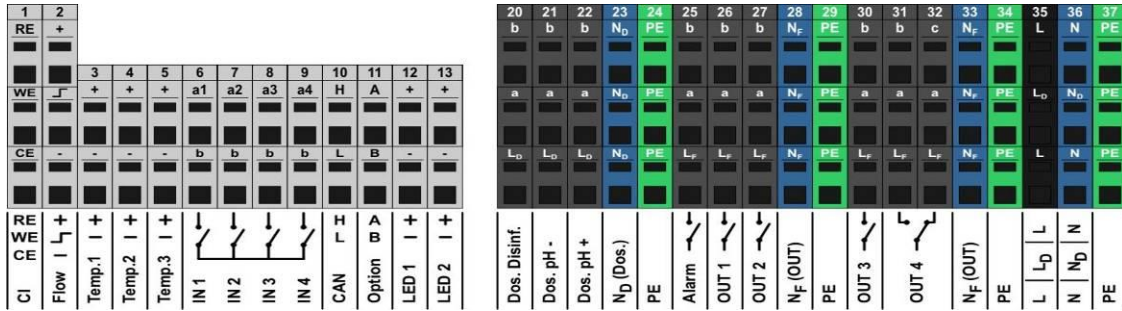 1 2
RE +
3 4 5 6 7 8 9 10 11 12 13
WE + + + a1 a2 a3 a4 H A + +
CE - - - - b b b b L B - -
RE + + + + H A + +
WE – – – L B – –
CE –
CI Flow Temp.1 Temp.2 Temp.3 IN 1 IN 2 IN 3 IN 4 CAN Option LED 1 LED 2
20 21 22 23 24 25 26 27 28 29 30 31 32 33 34 35 36 37
b b b ND PE b b b NF PE b b c NF PE L N PE
a a a ND PE a a a NF PE a a a NF PE LD ND PE
LD LD LD ND PE LF LF LF NF PE LF LF LF NF PE L N PE
Dos. Disinf. Dos. pH - Dos. pH + ND (Dos.) PE Alarm OUT 1 OUT 2 NF (OUT) PE OUT 3 OUT 4 NF (OUT) PE L LD L N ND N PE